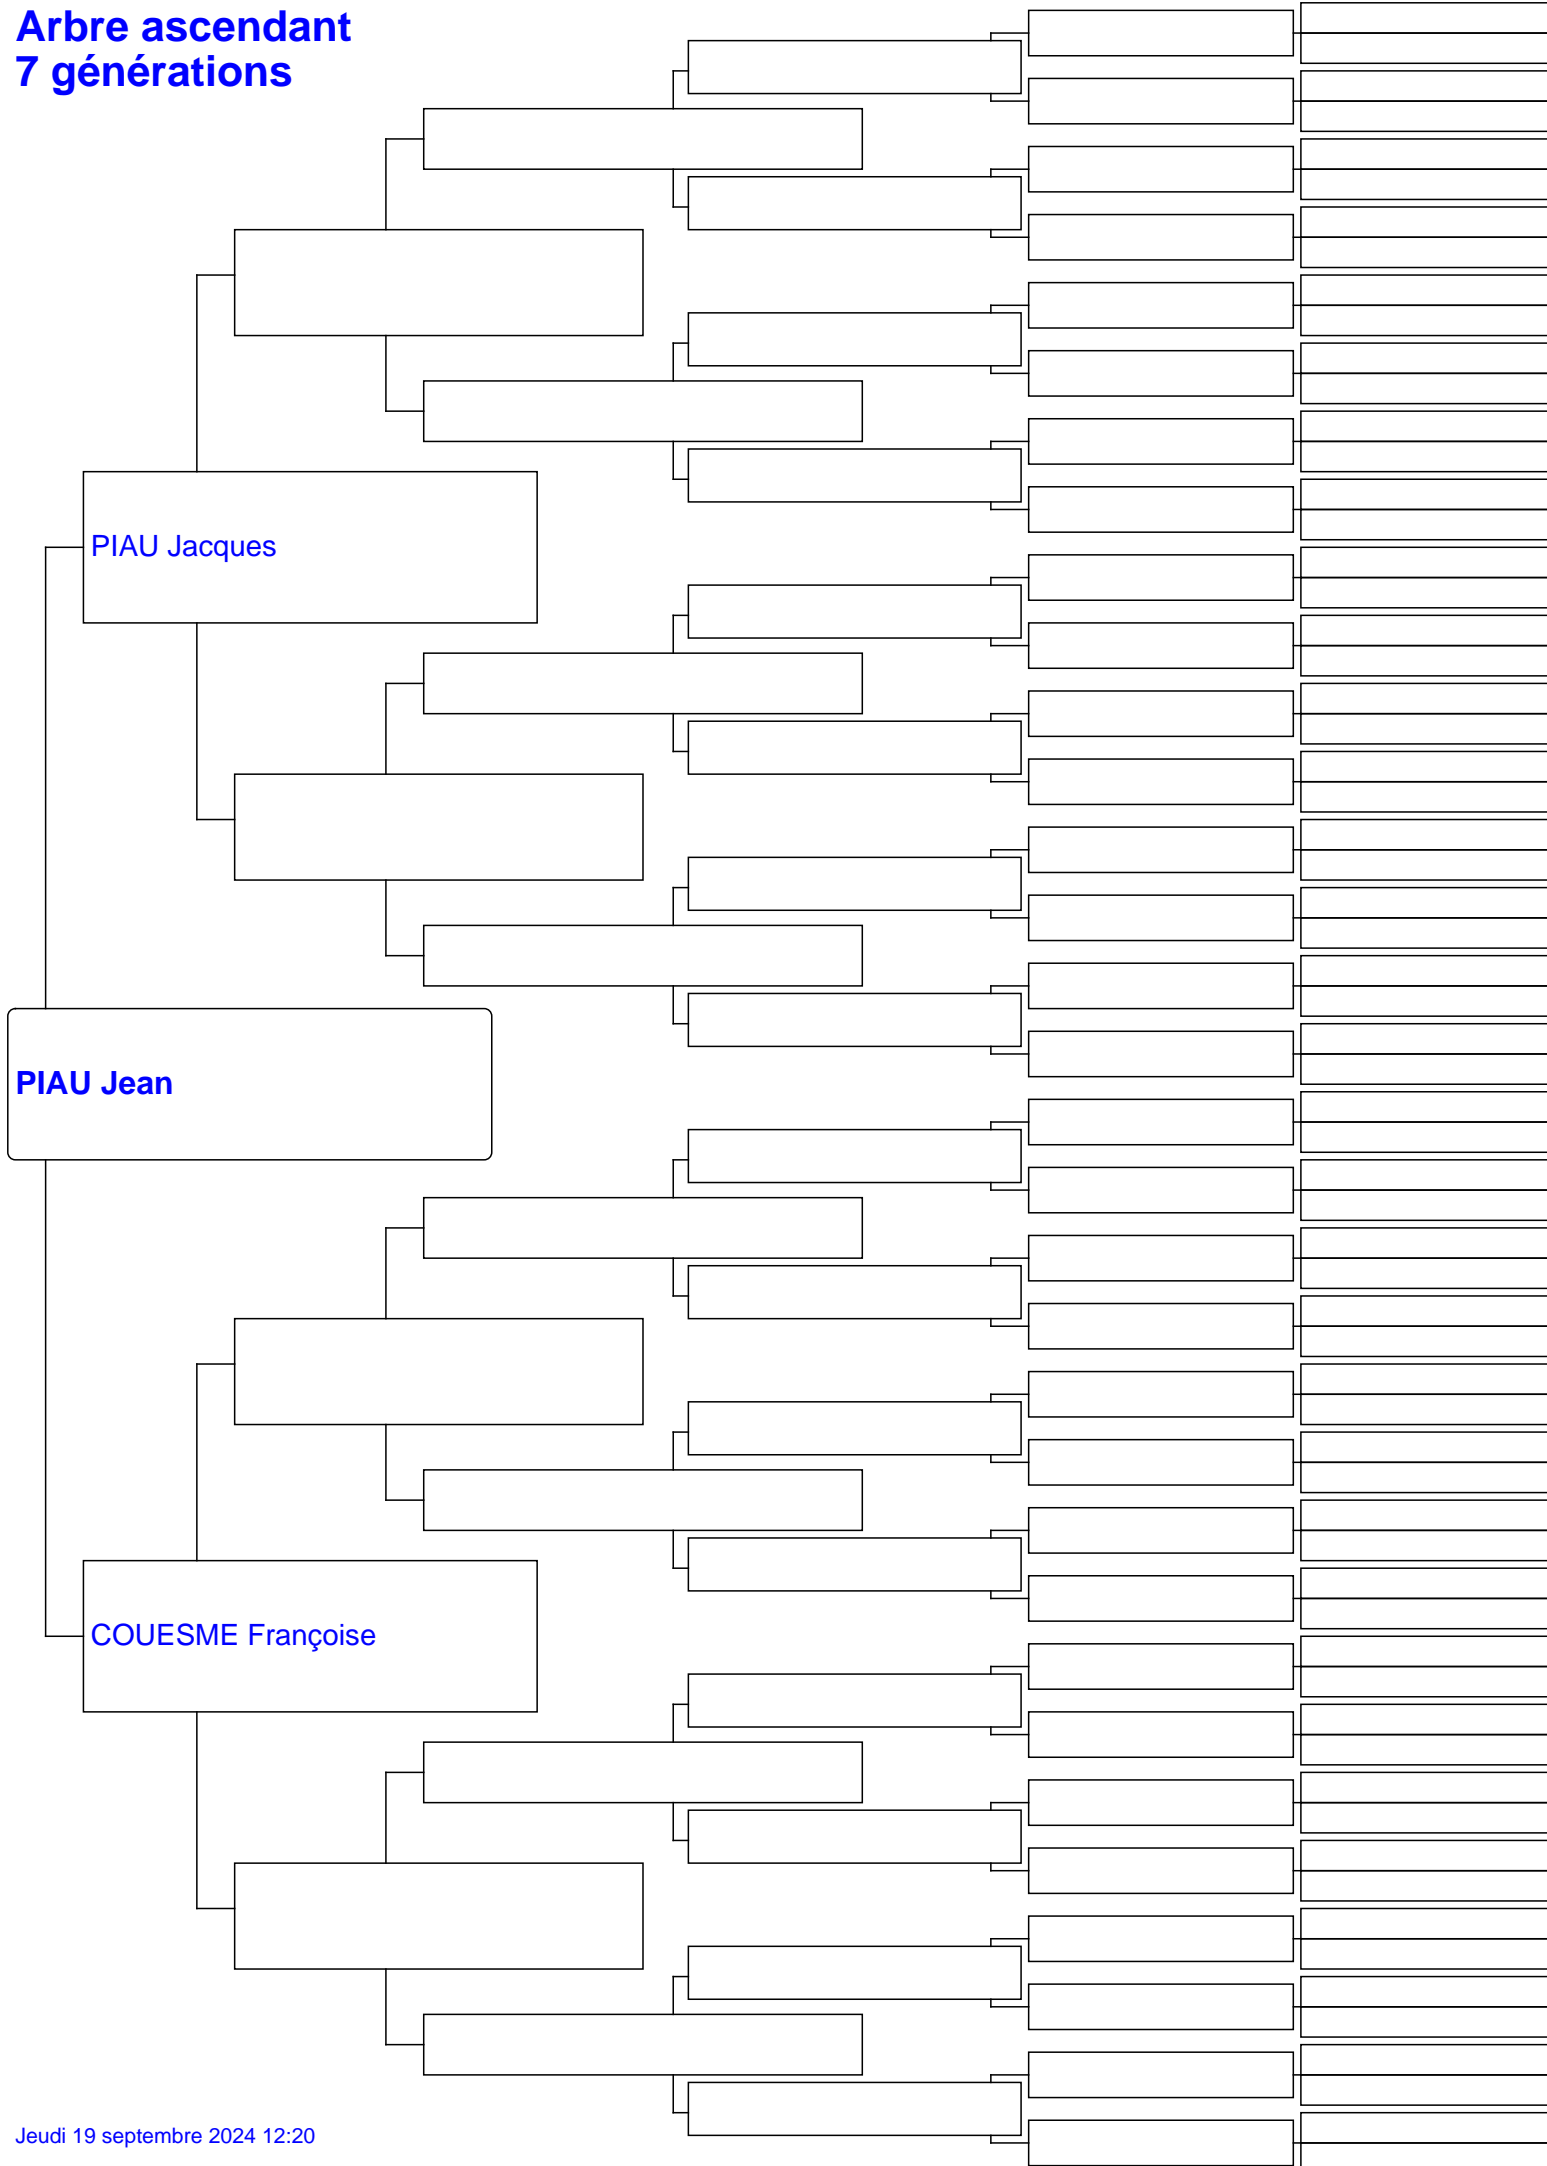 Arbre ascendant
7 générations
PIAU Jacques
PIAU Jean
COUESME Françoise
Jeudi 19 septembre 2024 12:20